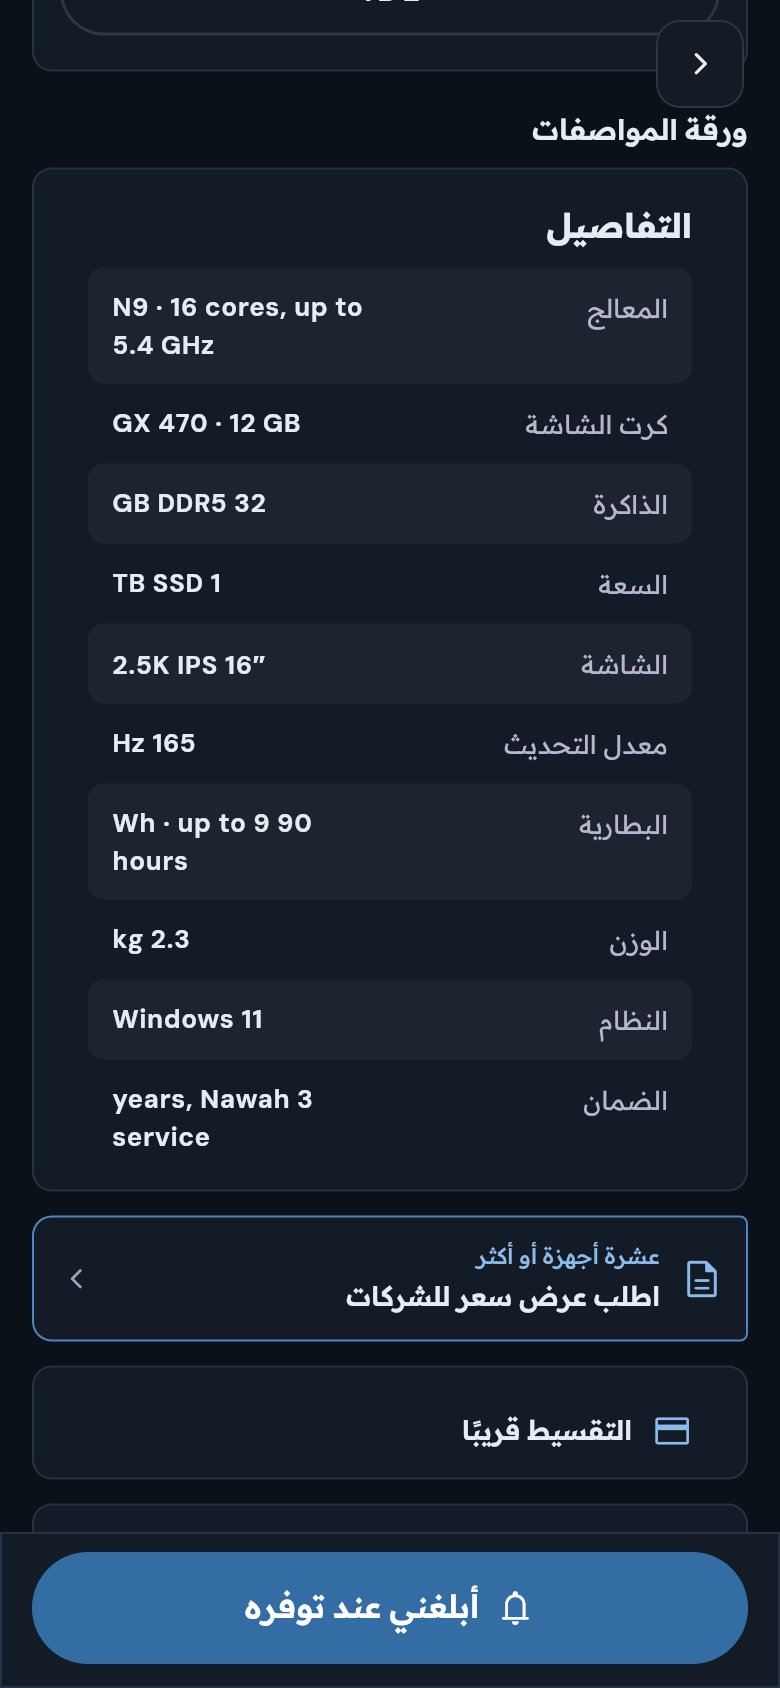 ورقة المواصفات
التفاصيل
المعالج
N9 · 16 cores, up to
5.4 GHz
كرت الشاشة
GX 470 · 12 GB
الذاكرة
GB DDR5 32
السعة
TB SSD 1
الشاشة
2.5K IPS 16″
معدل التحديث
Hz 165
البطارية
Wh · up to 9 90
hours
الوزن
kg 2.3
النظام
Windows 11
الضمان
years, Nawah 3
service
عشرة أجهزة أو أكثر
اطلب عرض سعر للشركات
التقسيط قريبًا
أبلغني عند توفره